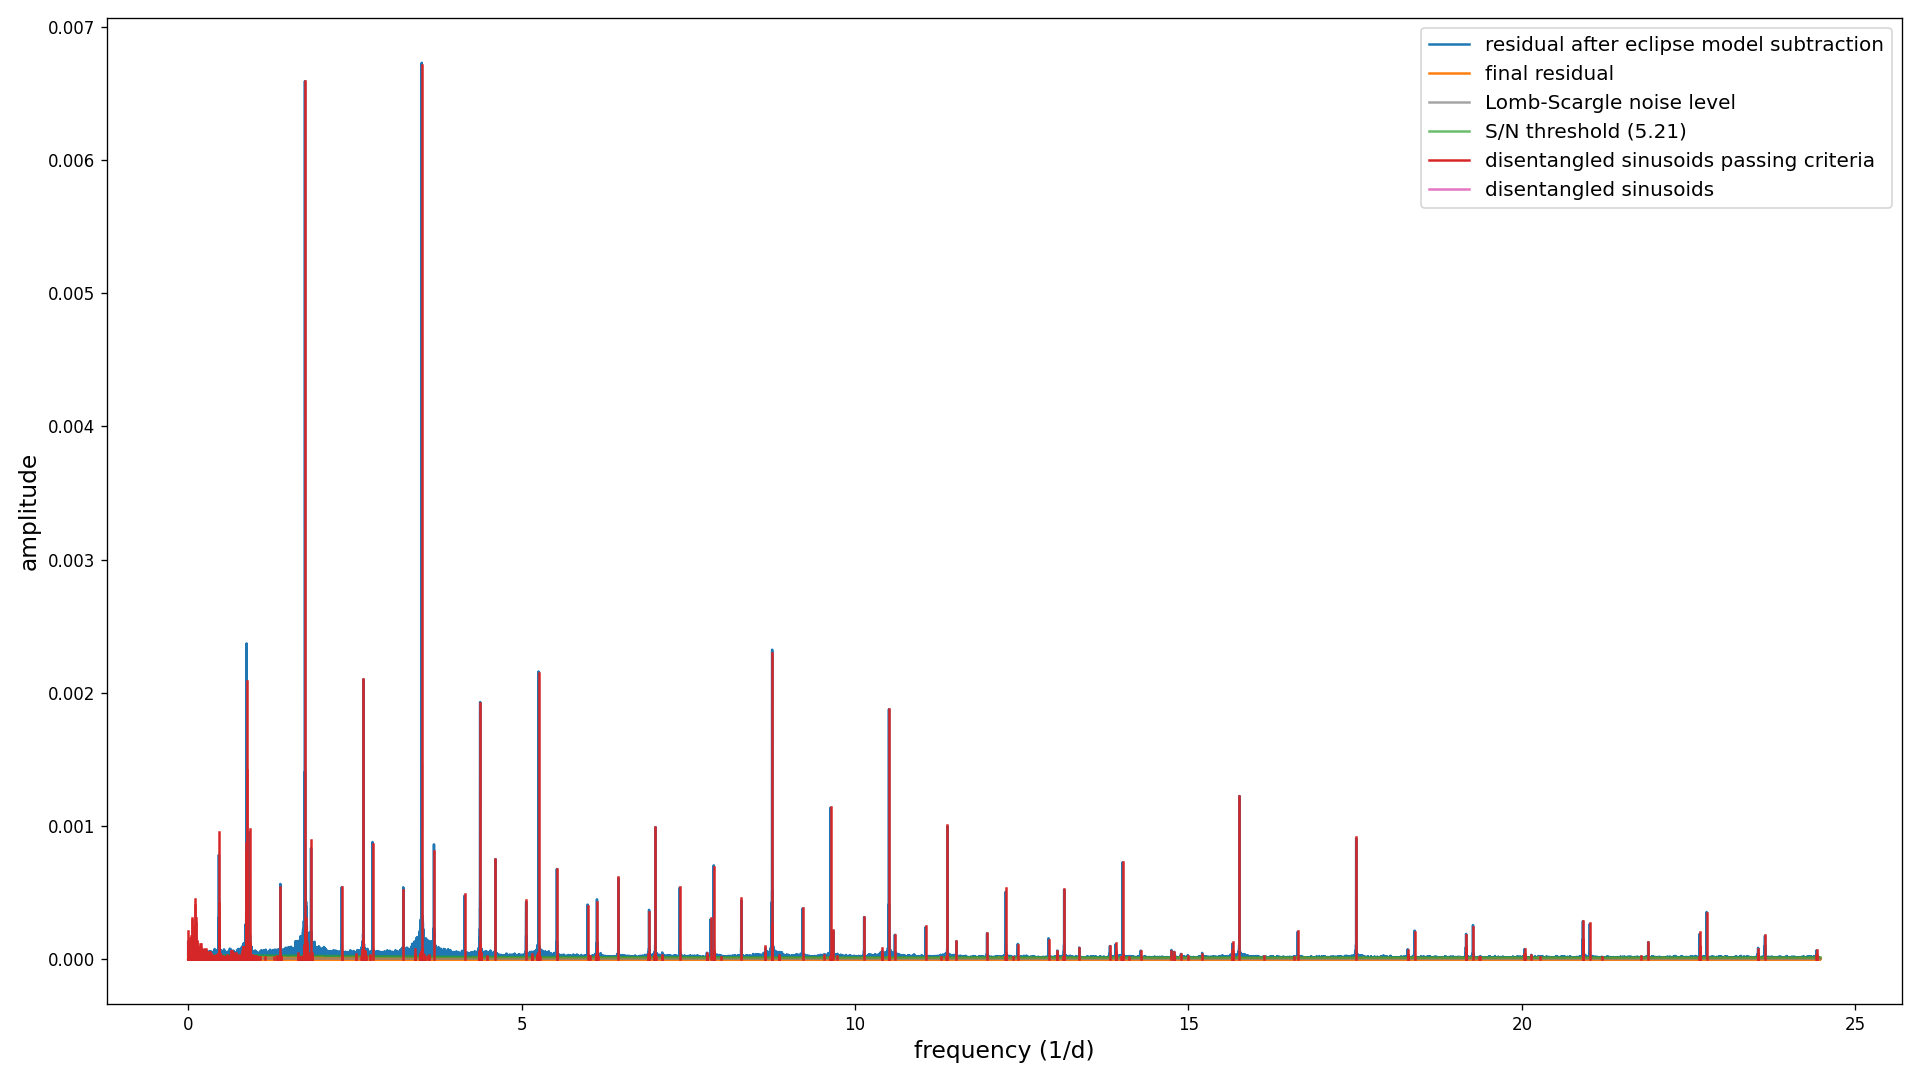 0.007
0.006
0.005
0.004
0.003
0.002
0.001
0.000
amplitude
0
5
10
15
20
25
frequency (1/d)
residual after eclipse model subtraction
final residual
Lomb-Scargle noise level
S/N threshold (5.21)
disentangled sinusoids passing criteria
disentangled sinusoids